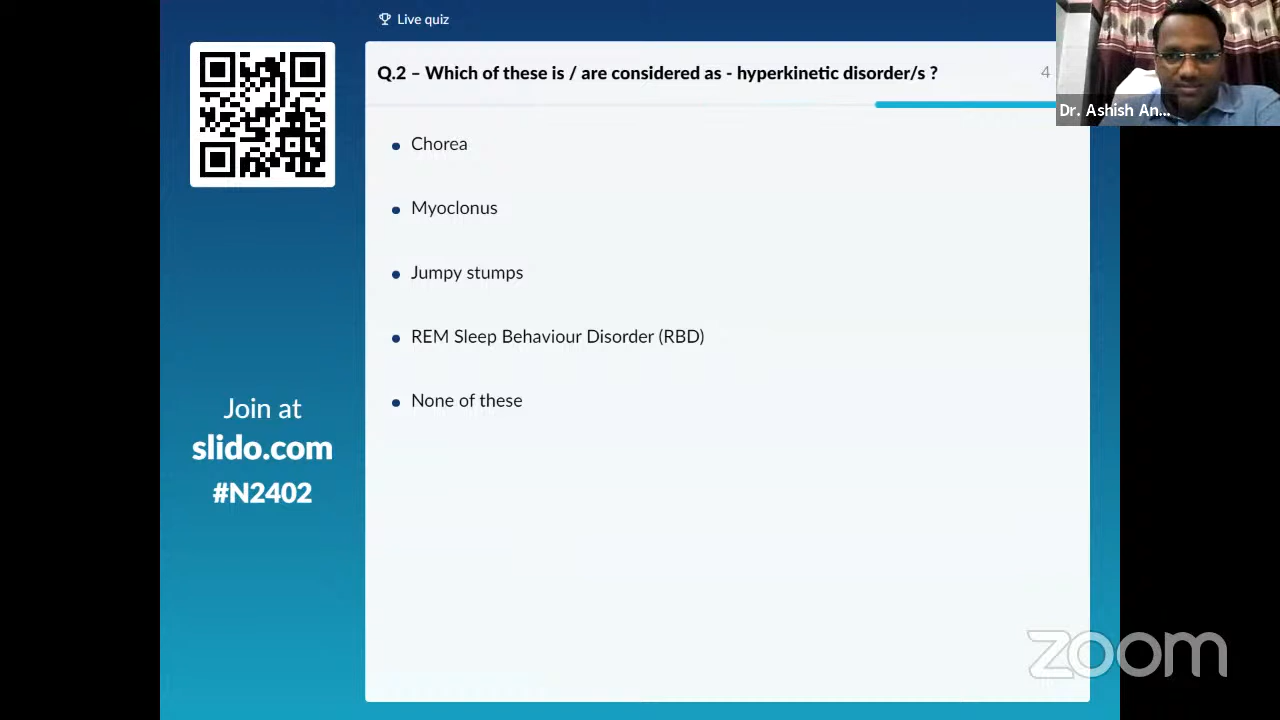 Live quiz
Q.2 – Which of these is / are considered as - hyperkinetic disorder/s ?
4
Dr. Ashish An...
Chorea
Myoclonus
Jumpy stumps
REM Sleep Behaviour Disorder (RBD)
None of these
Join at
slido.com
#N2402
zoom